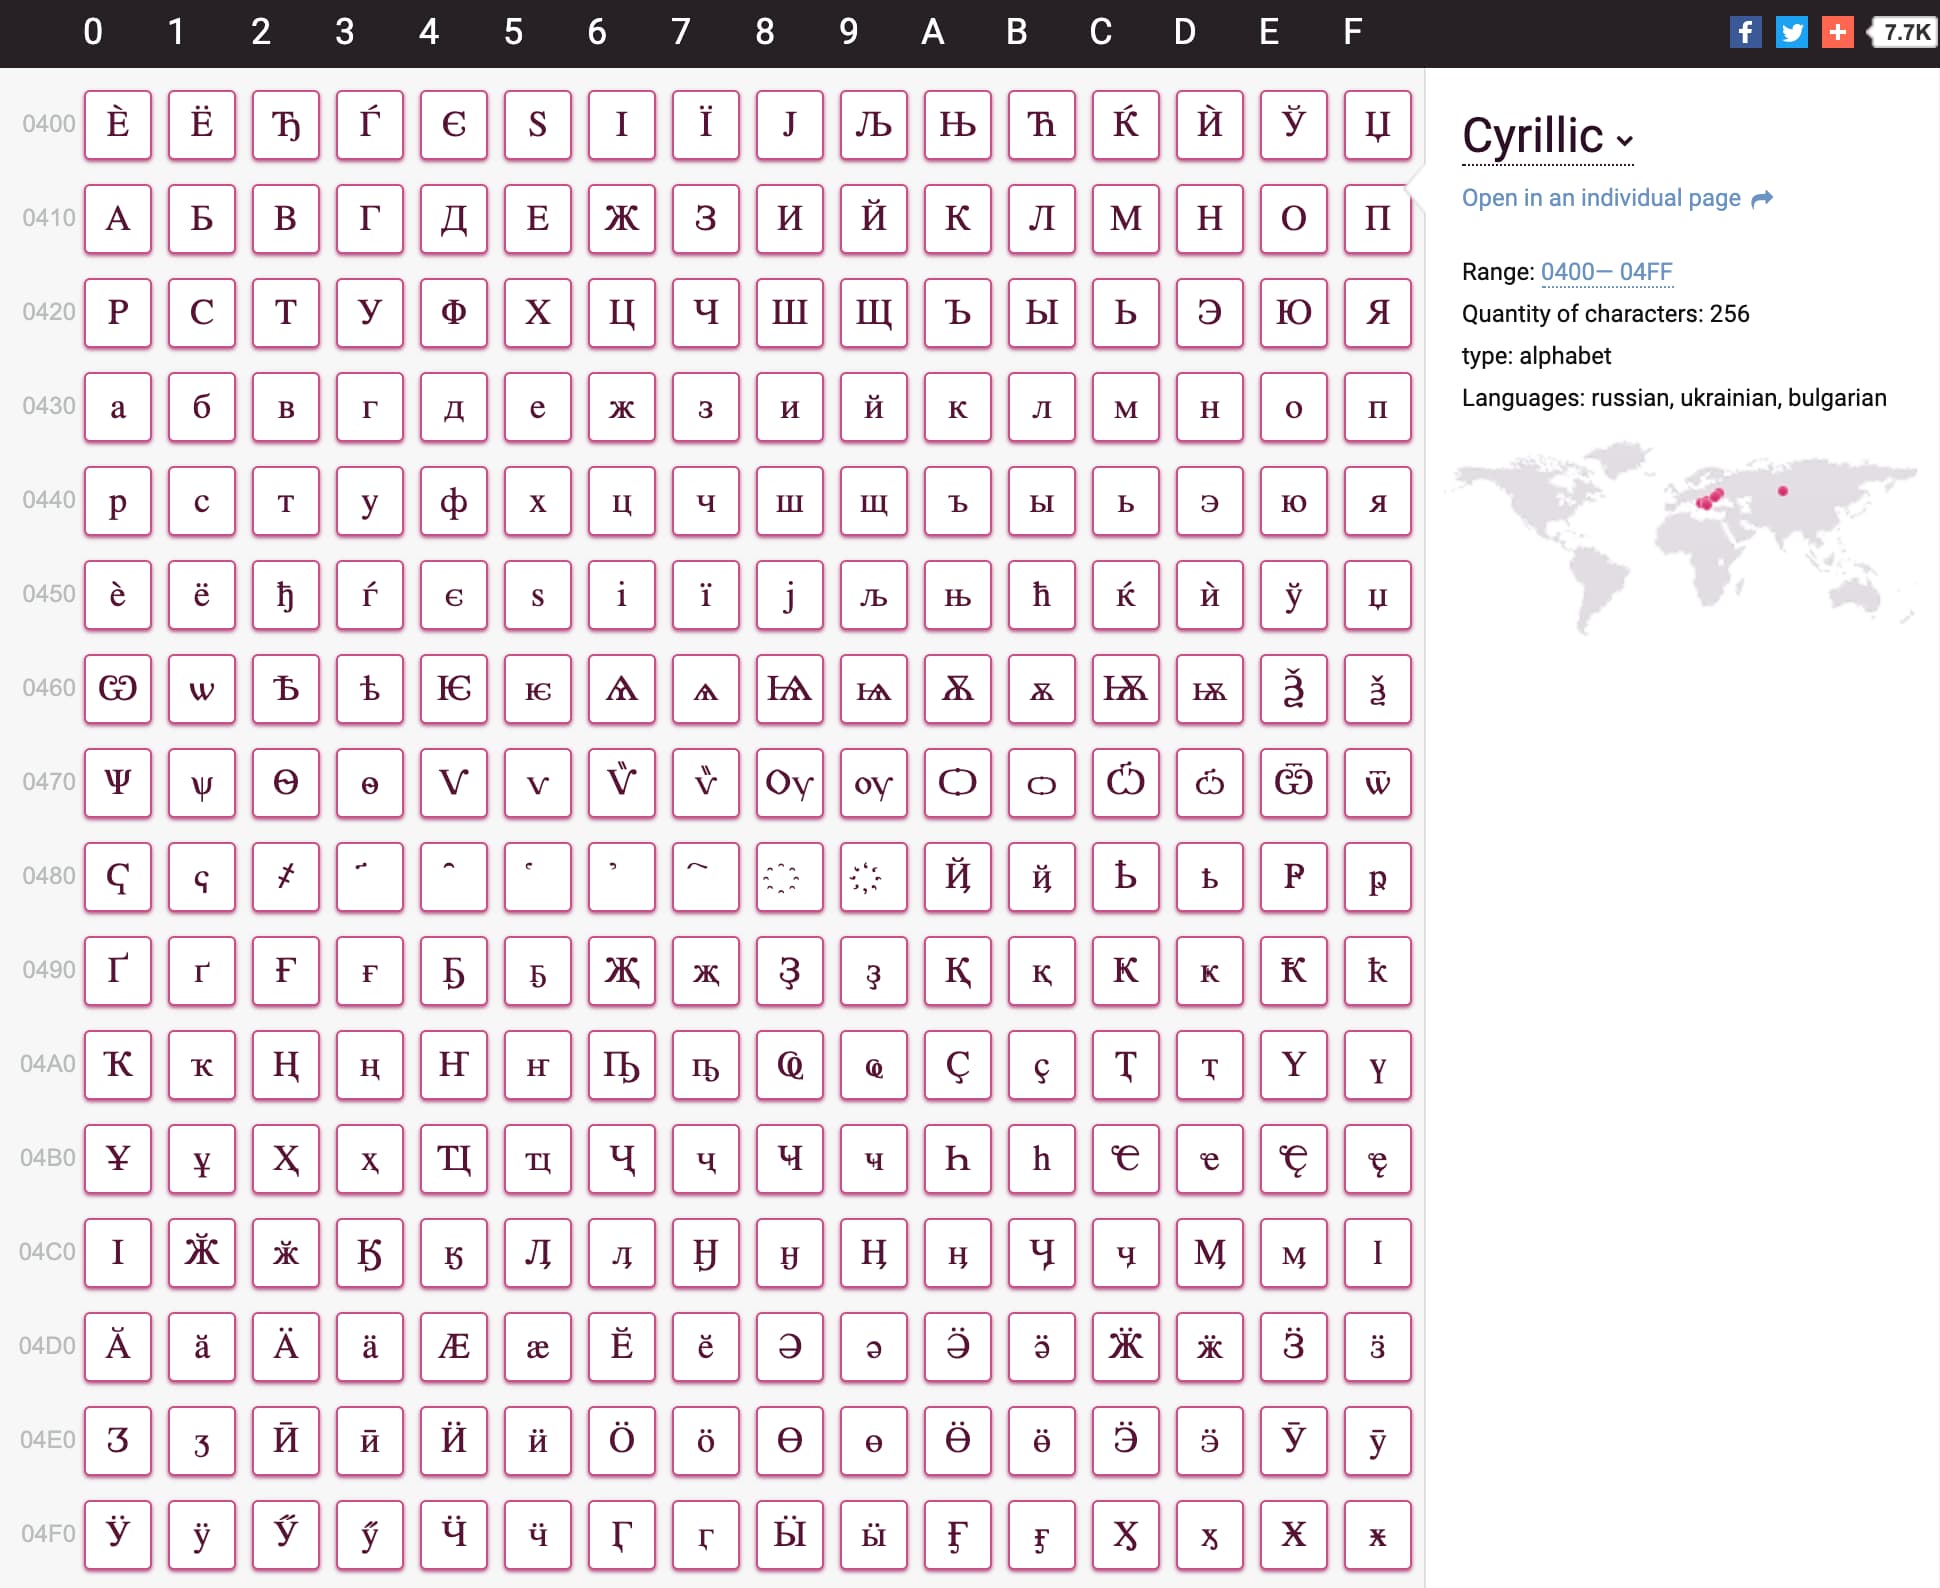 0 1 2 3 4 5 6 7 8 9 A B C D E F 7.7K
0400 Ѐ Ё Ђ Ѓ Є Ѕ І Ї Ј Љ Њ Ћ Ќ Ѝ Ў Џ
0410 А Б В Г Д Е Ж З И Й К Л М Н О П
0420 Р С Т У Ф Х Ц Ч Ш Щ Ъ Ы Ь Э Ю Я
0430 а б в г д е ж з и й к л м н о п
0440 р с т у ф х ц ч ш щ ъ ы ь э ю я
0450 ѐ ё ђ ѓ є ѕ і ї ј љ њ ћ ќ ѝ ў џ
0460 Ѡ ѡ Ѣ ѣ Ѥ ѥ Ѧ ѧ Ѩ ѩ Ѫ ѫ Ѭ ѭ Ѯ ѯ
0470 Ѱ ѱ Ѳ ѳ Ѵ ѵ Ѷ ѷ Ѹ ѹ Ѻ ѻ Ѽ ѽ Ѿ ѿ
0480 Ҁ ҁ ҂ ҃ ҄ ҅ ҆ ҇ ҈ ҉ Ҋ ҋ Ҍ ҍ Ҏ ҏ
0490 Ґ ґ Ғ ғ Ҕ ҕ Җ җ Ҙ ҙ Қ қ Ҝ ҝ Ҟ ҟ
04A0 Ҡ ҡ Ң ң Ҥ ҥ Ҧ ҧ Ҩ ҩ Ҫ ҫ Ҭ ҭ Ү ү
04B0 Ұ ұ Ҳ ҳ Ҵ ҵ Ҷ ҷ Ҹ ҹ Һ һ Ҽ ҽ Ҿ ҿ
04C0 Ӏ Ӂ ӂ Ӄ ӄ Ӆ ӆ Ӈ ӈ Ӊ ӊ Ӌ ӌ Ӎ ӎ ӏ
04D0 Ӑ ӑ Ӓ ӓ Ӕ ӕ Ӗ ӗ Ә ә Ӛ ӛ Ӝ ӝ Ӟ ӟ
04E0 Ӡ ӡ Ӣ ӣ Ӥ ӥ Ӧ ӧ Ө ө Ӫ ӫ Ӭ ӭ Ӯ ӯ
04F0 Ӱ ӱ Ӳ ӳ Ӵ ӵ Ӷ ӷ Ӹ ӹ Ӻ ӻ Ӽ ӽ Ӿ ӿ
Cyrillic
Open in an individual page
Range: 0400— 04FF
Quantity of characters: 256
type: alphabet
Languages: russian, ukrainian, bulgarian